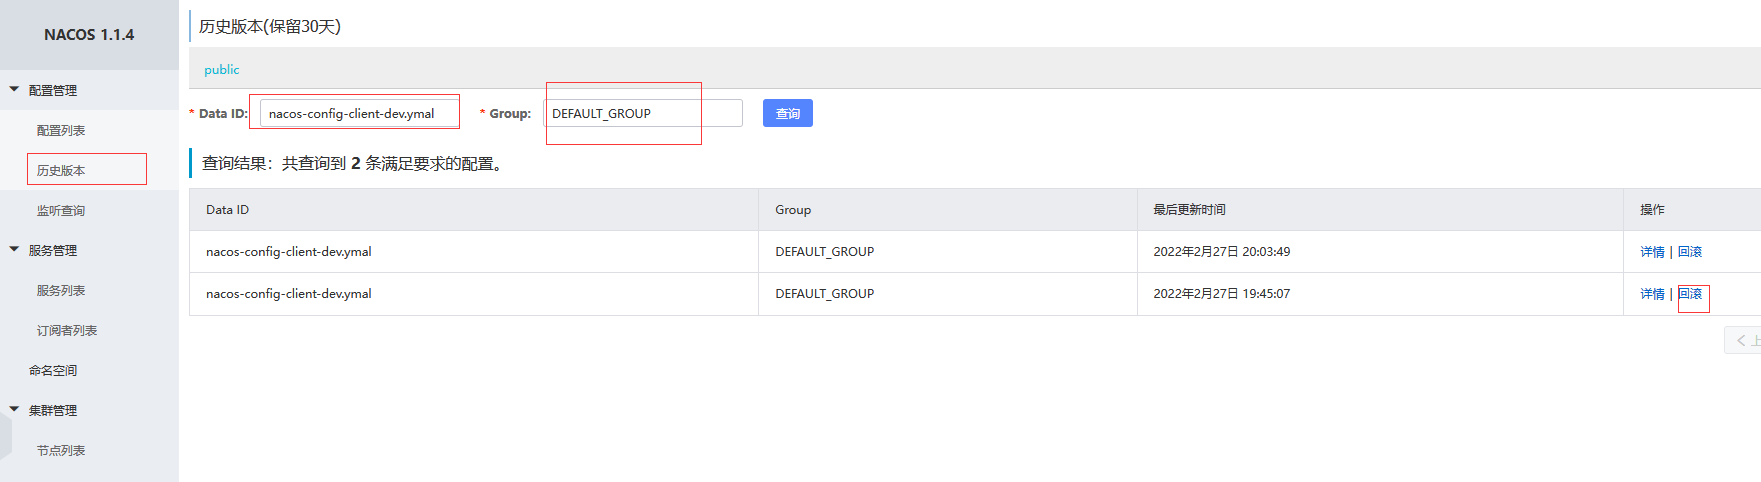 NACOS 1.1.4
配置管理
配置列表
历史版本
监听查询
服务管理
服务列表
订阅者列表
命名空间
集群管理
节点列表
历史版本(保留30天)
public
* Data ID: nacos-config-client-dev.ymal * Group: DEFAULT_GROUP 查询
查询结果：共查询到 2 条满足要求的配置。
Data ID Group 最后更新时间 操作
nacos-config-client-dev.ymal DEFAULT_GROUP 2022年2月27日 20:03:49 详情 | 回滚
nacos-config-client-dev.ymal DEFAULT_GROUP 2022年2月27日 19:45:07 详情 | 回滚
上